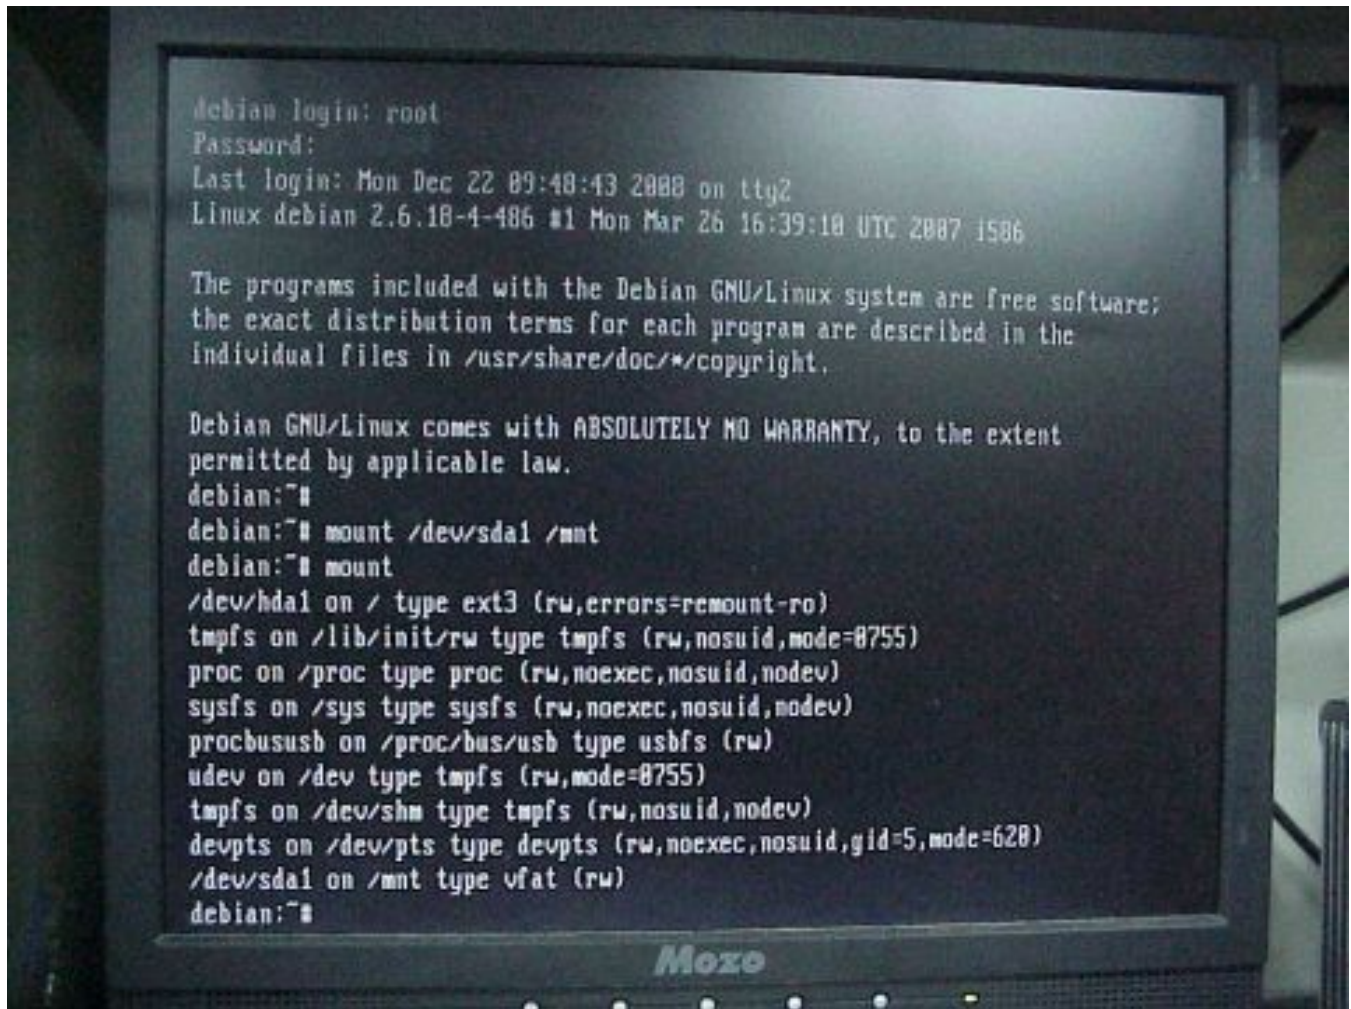 debian login: root
Password:
Last login: Mon Dec 22 09:48:43 2008 on tty2
Linux debian 2.6.18-4-486 #1 Mon Mar 26 16:39:10 UTC 2007 i586
The programs included with the Debian GNU/Linux system are free software;
the exact distribution terms for each program are described in the
individual files in /usr/share/doc/*/copyright.
Debian GNU/Linux comes with ABSOLUTELY NO WARRANTY, to the extent
permitted by applicable law.
debian:~#
debian:~# mount /dev/sda1 /mnt
debian:~# mount
/dev/hda1 on / type ext3 (rw,errors=remount-ro)
tmpfs on /lib/init/rw type tmpfs (rw,nosuid,mode=0755)
proc on /proc type proc (rw,noexec,nosuid,nodev)
sysfs on /sys type sysfs (rw,noexec,nosuid,nodev)
procbususb on /proc/bus/usb type usbfs (rw)
udev on /dev type tmpfs (rw,mode=0755)
tmpfs on /dev/shm type tmpfs (rw,nosuid,nodev)
devpts on /dev/pts type devpts (rw,noexec,nosuid,gid=5,mode=620)
/dev/sda1 on /mnt type vfat (rw)
debian:~#
Mozo